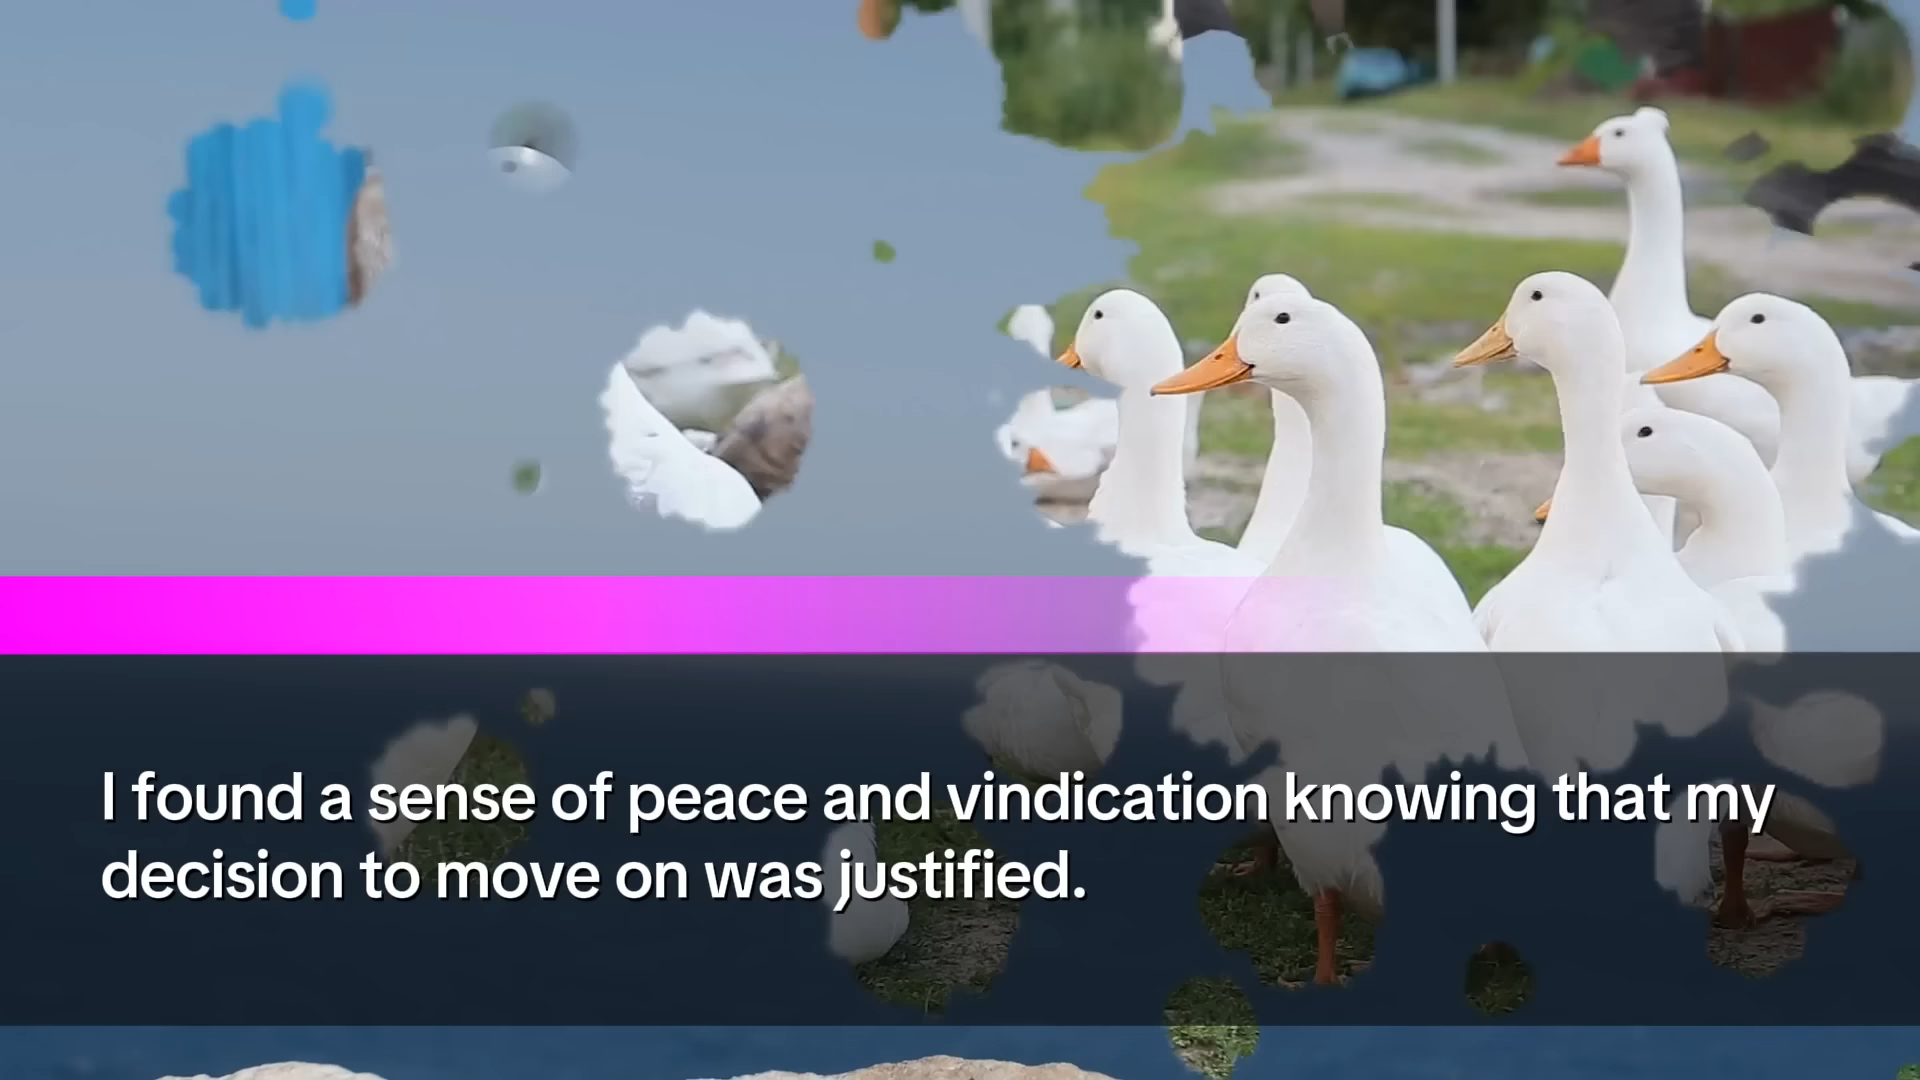 I found a sense of peace and vindication knowing that my
decision to move on was justified.